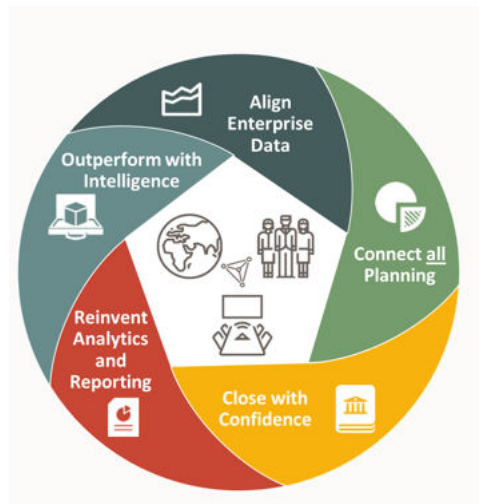 Align
Enterprise
Data
Connect all
Planning
Close with
Confidence
Reinvent
Analytics
and
Reporting
Outperform with
Intelligence